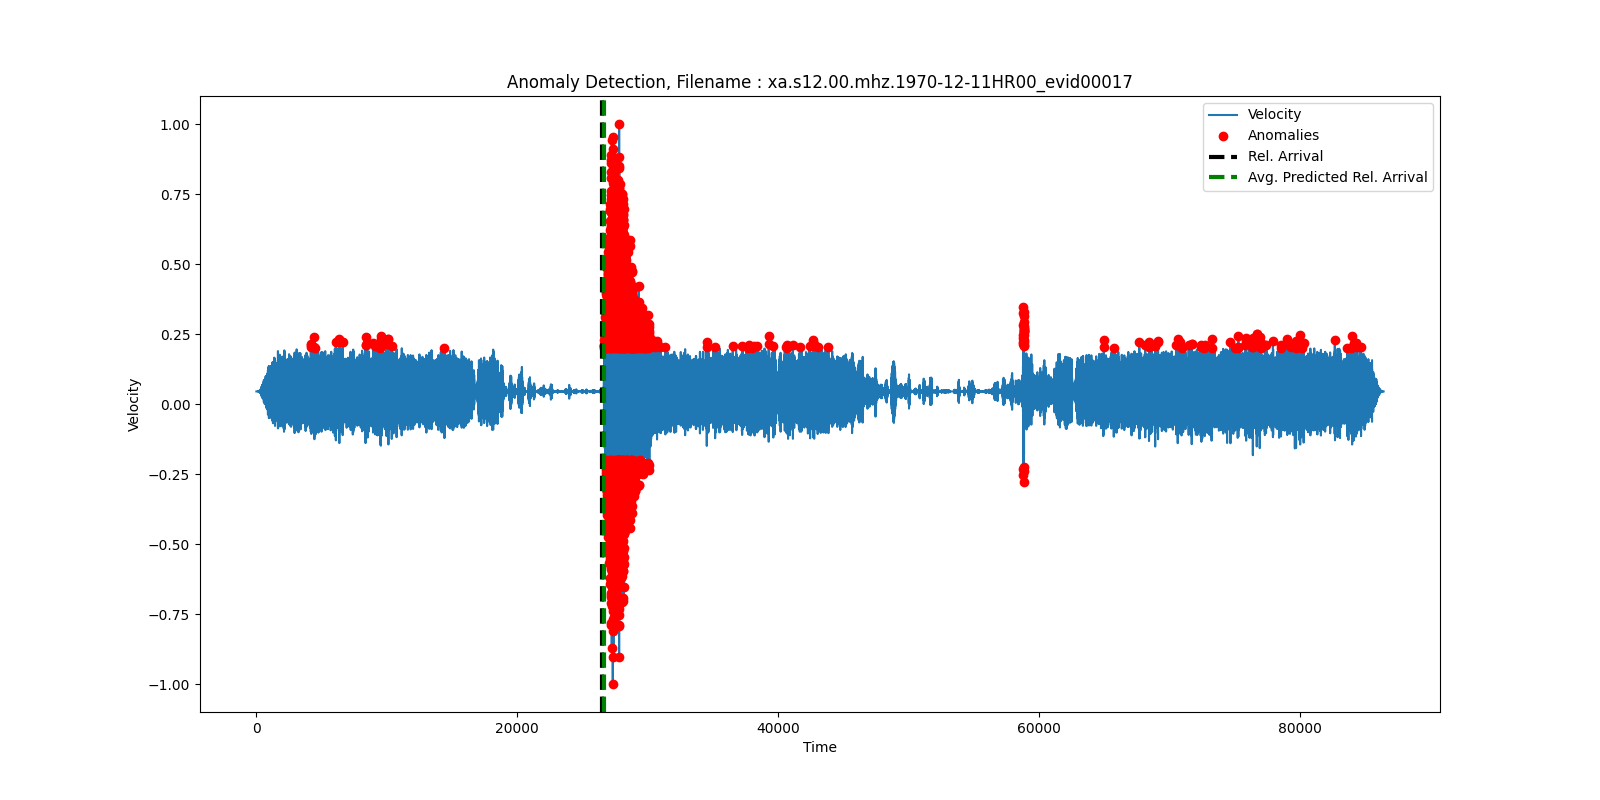 Anomaly Detection, Filename : xa.s12.00.mhz.1970-12-11HR00_evid00017
Velocity
Anomalies
Rel. Arrival
Avg. Predicted Rel. Arrival
1.00
0.75
0.50
0.25
0.00
−0.25
−0.50
−0.75
−1.00
Velocity
0
20000
40000
60000
80000
Time